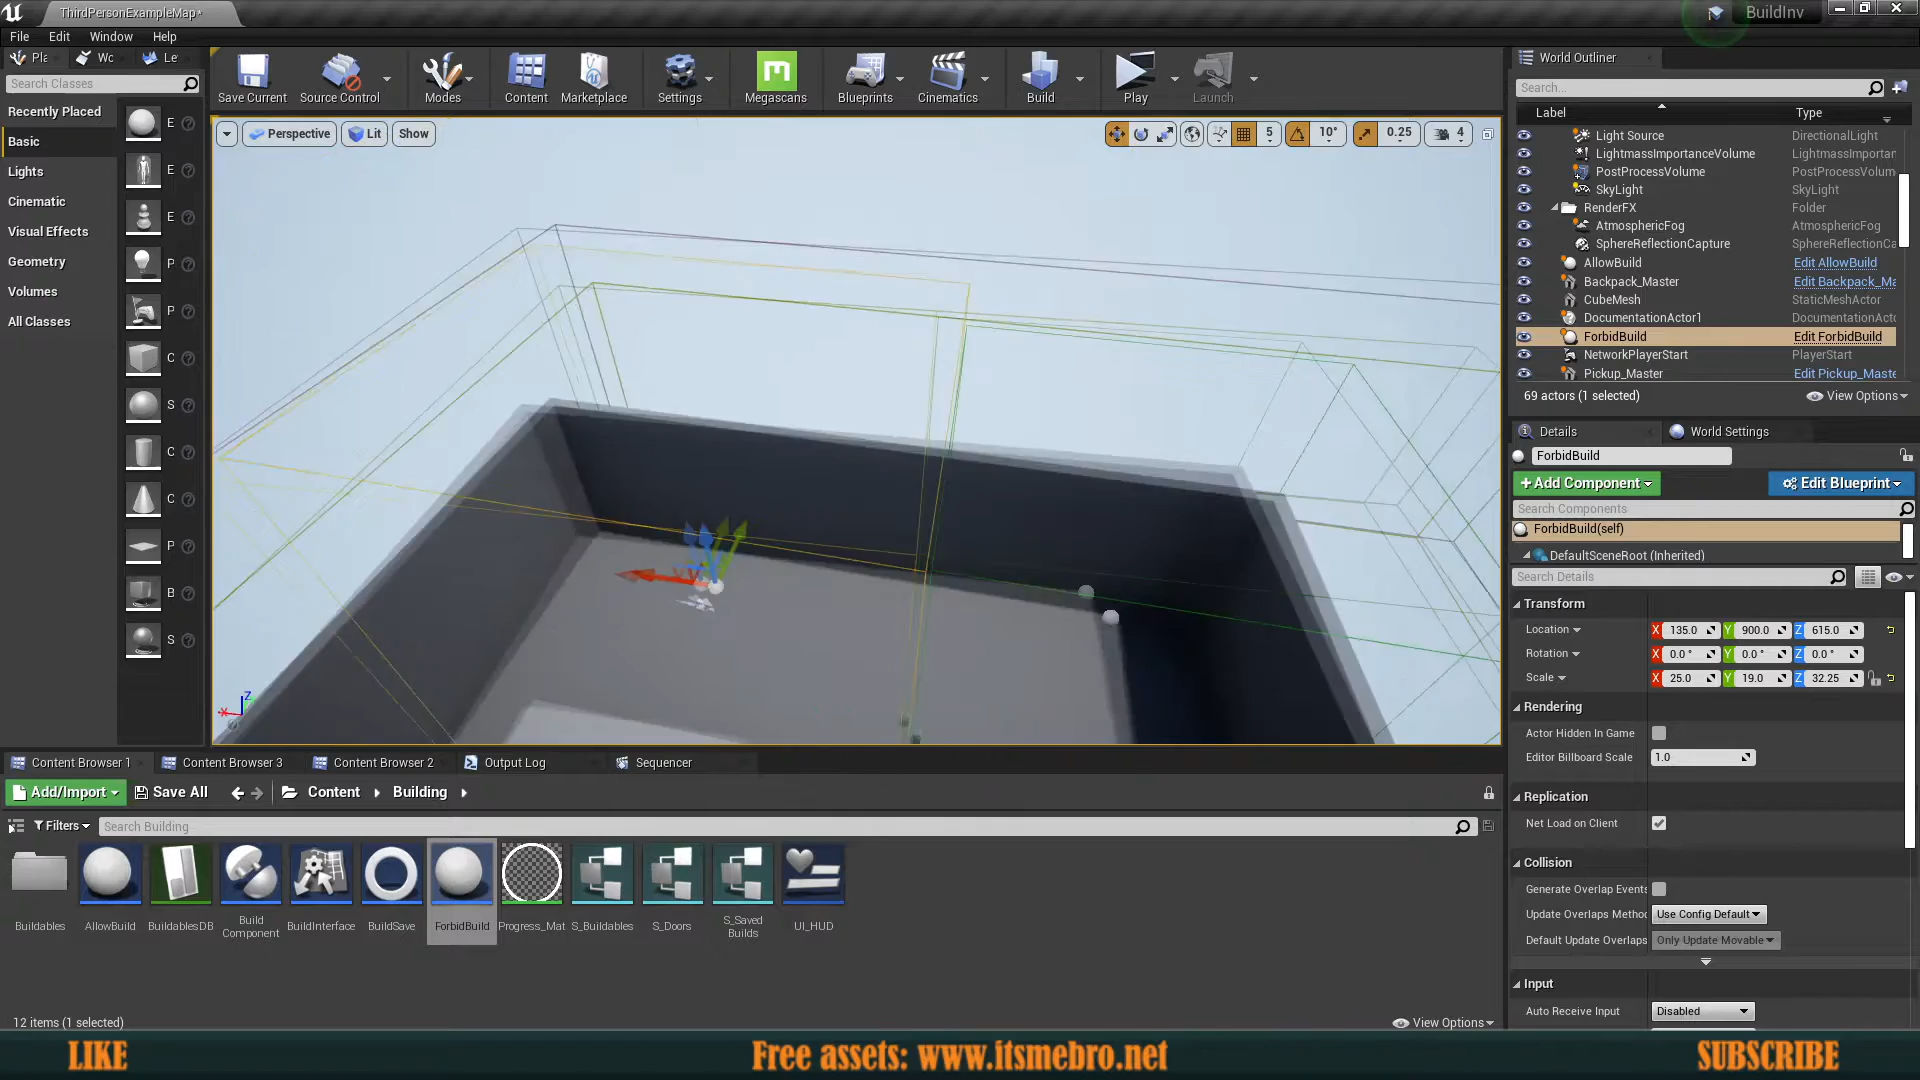 ThirdPersonExampleMap*
BuildInv
File Edit Window Help
Pla Wc Le
Search Classes
Recently Placed
Basic
Lights
Cinematic
Visual Effects
Geometry
Volumes
All Classes
E
E
E
P
P
C
S
C
C
P
B
S
Save Current
Source Control
Modes
Content
Marketplace
Settings
Megascans
Blueprints
Cinematics
Build
Play
Launch
Perspective Lit Show
5 10° 0.25 4
Z
X
World Outliner
Search...
Label Type
Light Source DirectionalLight
LightmassImportanceVolume LightmassImportan
PostProcessVolume PostProcessVolum
SkyLight SkyLight
RenderFX Folder
AtmosphericFog AtmosphericFog
SphereReflectionCapture SphereReflectionCa
AllowBuild Edit AllowBuild
Backpack_Master Edit Backpack_Ma
CubeMesh StaticMeshActor
DocumentationActor1 DocumentationActo
ForbidBuild Edit ForbidBuild
NetworkPlayerStart PlayerStart
Pickup_Master Edit Pickup_Maste
69 actors (1 selected) View Options
Details World Settings
ForbidBuild
+Add Component Edit Blueprint
Search Components
ForbidBuild(self)
DefaultSceneRoot (Inherited)
Search Details
Transform
Location X 135.0 Y 900.0 Z 615.0
Rotation X 0.0 ° Y 0.0 ° Z 0.0 °
Scale X 25.0 Y 19.0 Z 32.25
Rendering
Actor Hidden In Game
Editor Billboard Scale 1.0
Replication
Net Load on Client
Collision
Generate Overlap Events
Update Overlaps Metho Use Config Default
Default Update Overlaps Only Update Movable
Input
Auto Receive Input Disabled
Content Browser 1 Content Browser 3 Content Browser 2 Output Log Sequencer
Add/Import Save All Content Building
Filters Search Building
Buildables
AllowBuild
BuildablesDB
Build
Component
BuildInterface
BuildSave
ForbidBuild
Progress_Mat
S_Buildables
S_Doors
S_Saved
Builds
UI_HUD
12 items (1 selected) View Options
LIKE Free assets: www.itsmebro.net SUBSCRIBE